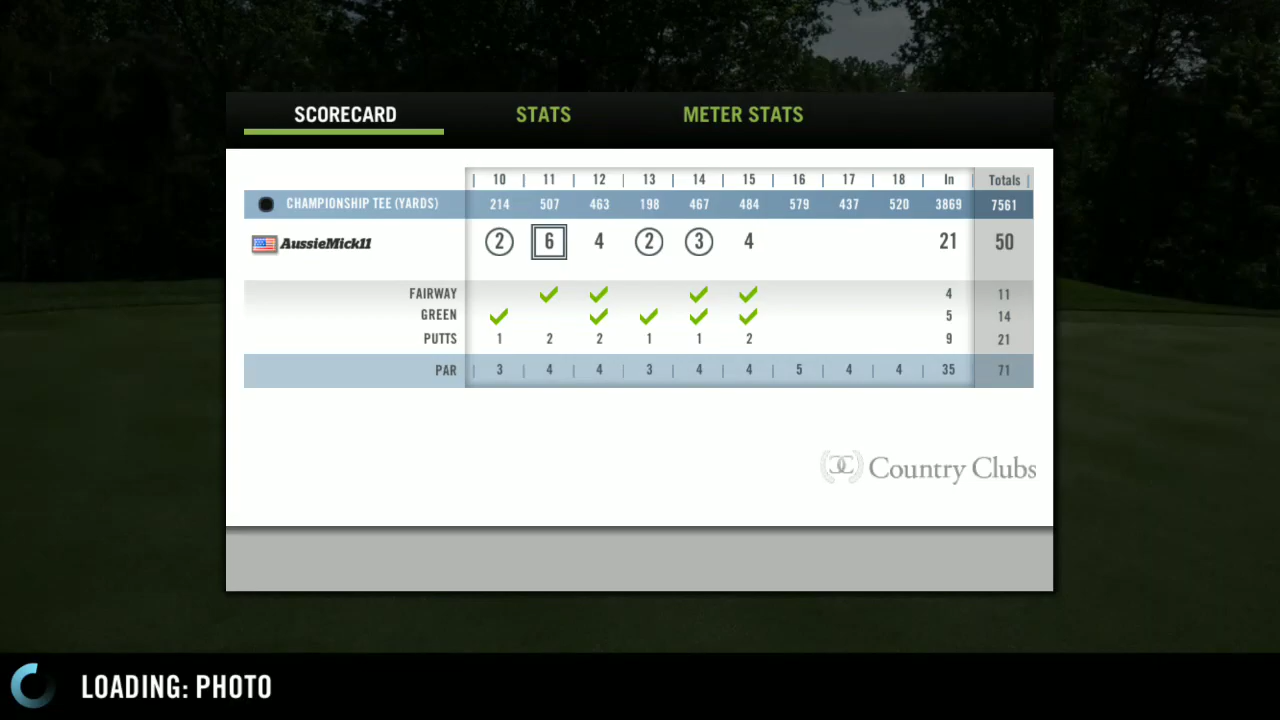 SCORECARD STATS METER STATS
| 10 | 11 | 12 | 13 | 14 | 15 | 16 | 17 | 18 | In | Totals |
CHAMPIONSHIP TEE (YARDS) 214 507 463 198 467 484 579 437 520 3869 7561
AussieMick11 2 6 4 2 3 4 21 50
FAIRWAY 4 11
GREEN 5 14
PUTTS 1 2 2 1 1 2 9 21
PAR | 3 | 4 | 4 | 3 | 4 | 4 | 5 | 4 | 4 | 35 71
CC Country Clubs
LOADING: PHOTO